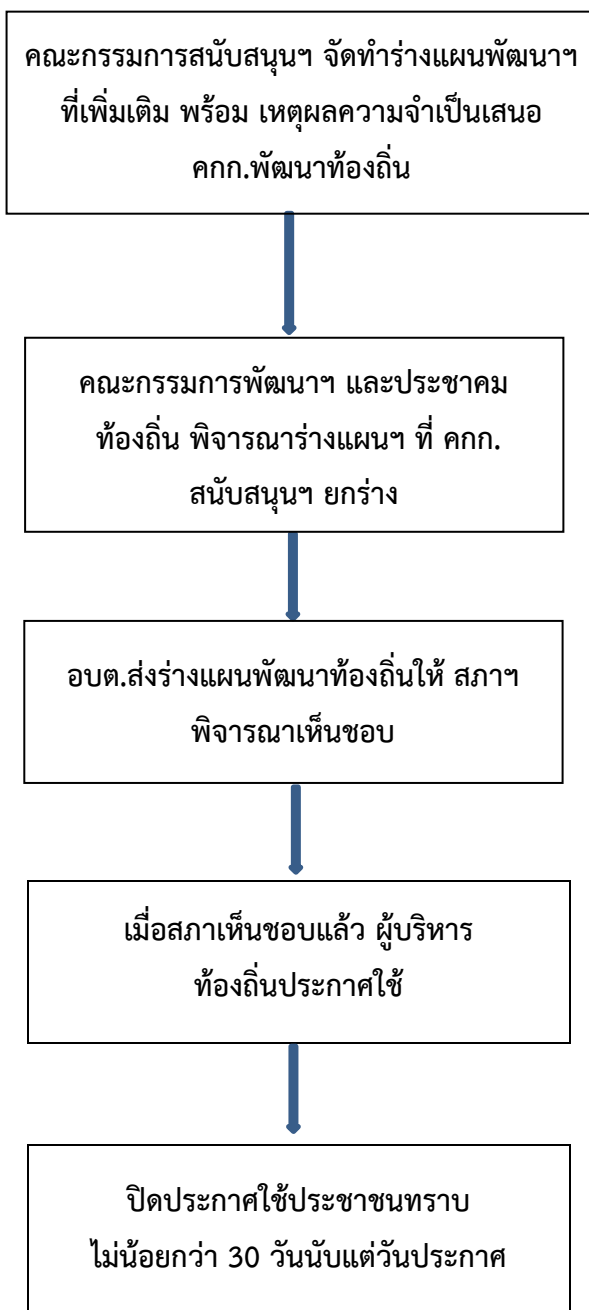 คณะกรรมการสนับสนุนฯ จัดทำร่างแผนพัฒนาฯ
ที่เพิ่มเติม พร้อม เหตุผลความจำเป็นเสนอ
คกก.พัฒนาท้องถิ่น
คณะกรรมการพัฒนาฯ และประชาคม
ท้องถิ่น พิจารณาร่างแผนฯ ที่ คกก.
สนับสนุนฯ ยกร่าง
อบต.ส่งร่างแผนพัฒนาท้องถิ่นให้ สภาฯ
พิจารณาเห็นชอบ
เมื่อสภาเห็นชอบแล้ว ผู้บริหาร
ท้องถิ่นประกาศใช้
ปิดประกาศใช้ประชาชนทราบ
ไม่น้อยกว่า 30 วันนับแต่วันประกาศ